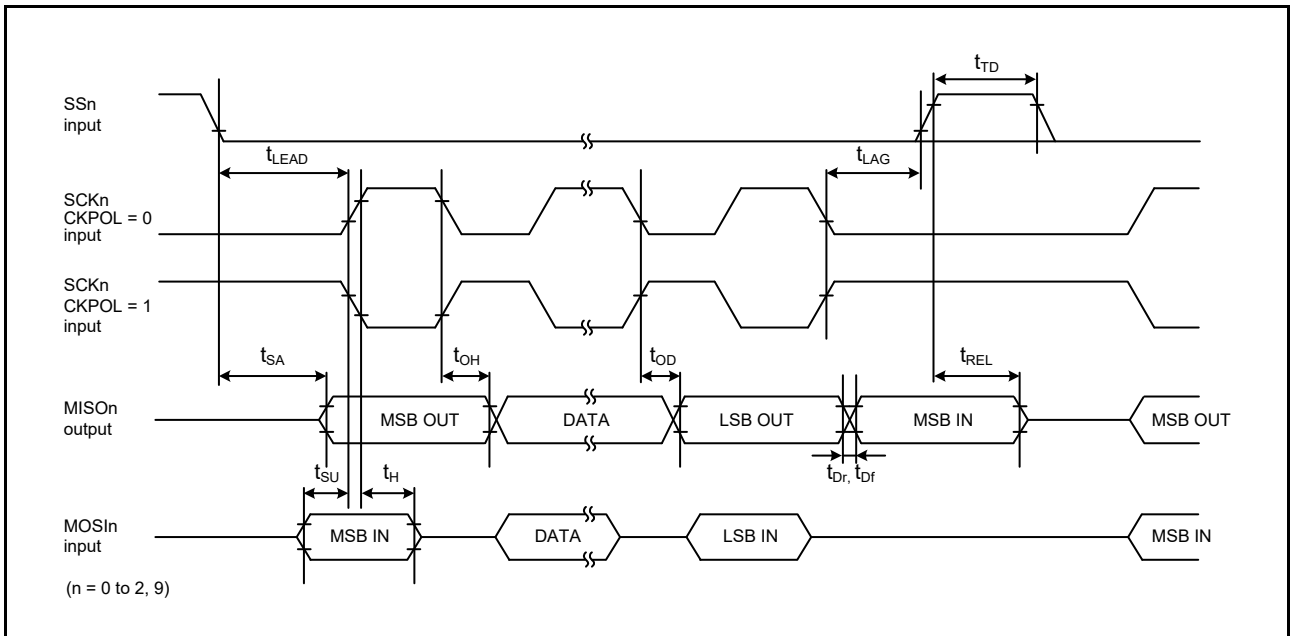 tTD
SSn
input
tLEAD
tLAG
SCKn
CKPOL = 0
input
SCKn
CKPOL = 1
input
tSA
tOH
tOD
tREL
MISOn
output
MSB OUT
DATA
LSB OUT
MSB IN
MSB OUT
tSU
tH
tDr, tDf
MOSIn
input
MSB IN
DATA
LSB IN
MSB IN
(n = 0 to 2, 9)